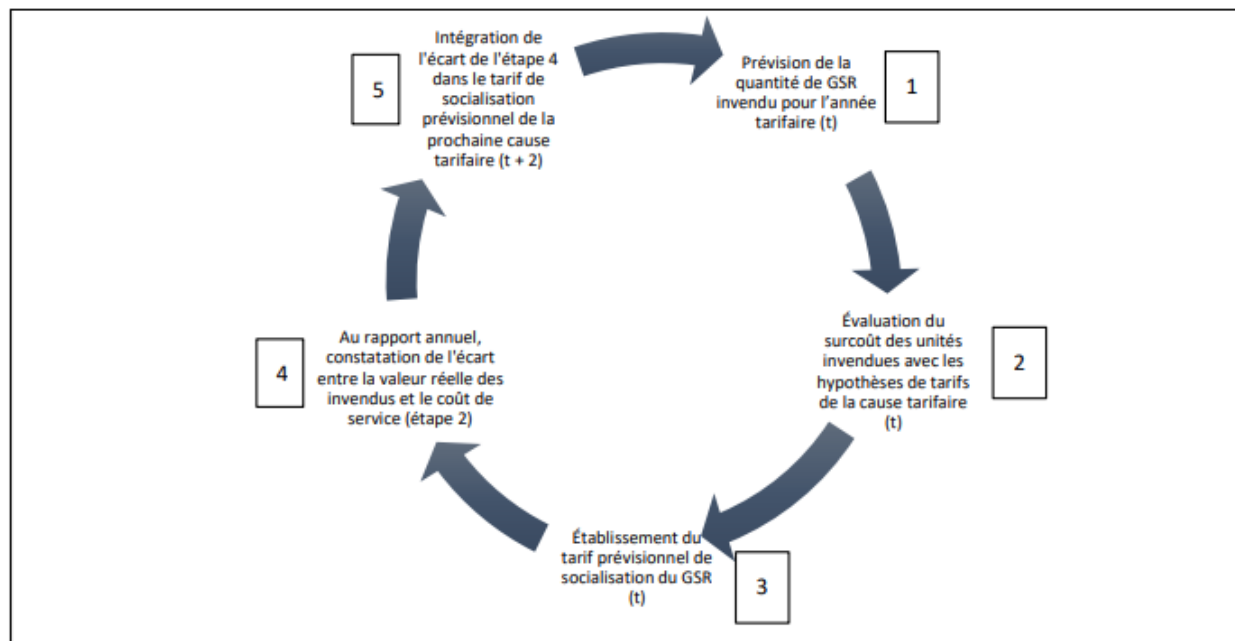 1
Prévision de la
quantité de GSR
invendu pour l'année
tarifaire (t)
2
Évaluation du
surcoût des unités
invendues avec les
hypothèses de tarifs
de la cause tarifaire
(t)
3
Établissement du
tarif prévisionnel de
socialisation du GSR
(t)
4
Au rapport annuel,
constatation de l'écart
entre la valeur réelle des
invendus et le coût de
service (étape 2)
5
Intégration de
l'écart de l'étape 4
dans le tarif de
socialisation
prévisionnel de la
prochaine cause
tarifaire (t + 2)